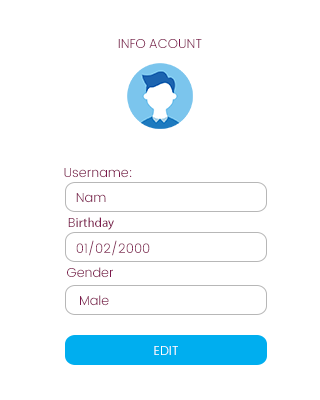 INFO ACOUNT
Username:
Nam
Birthday
01/02/2000
Gender
Male
EDIT